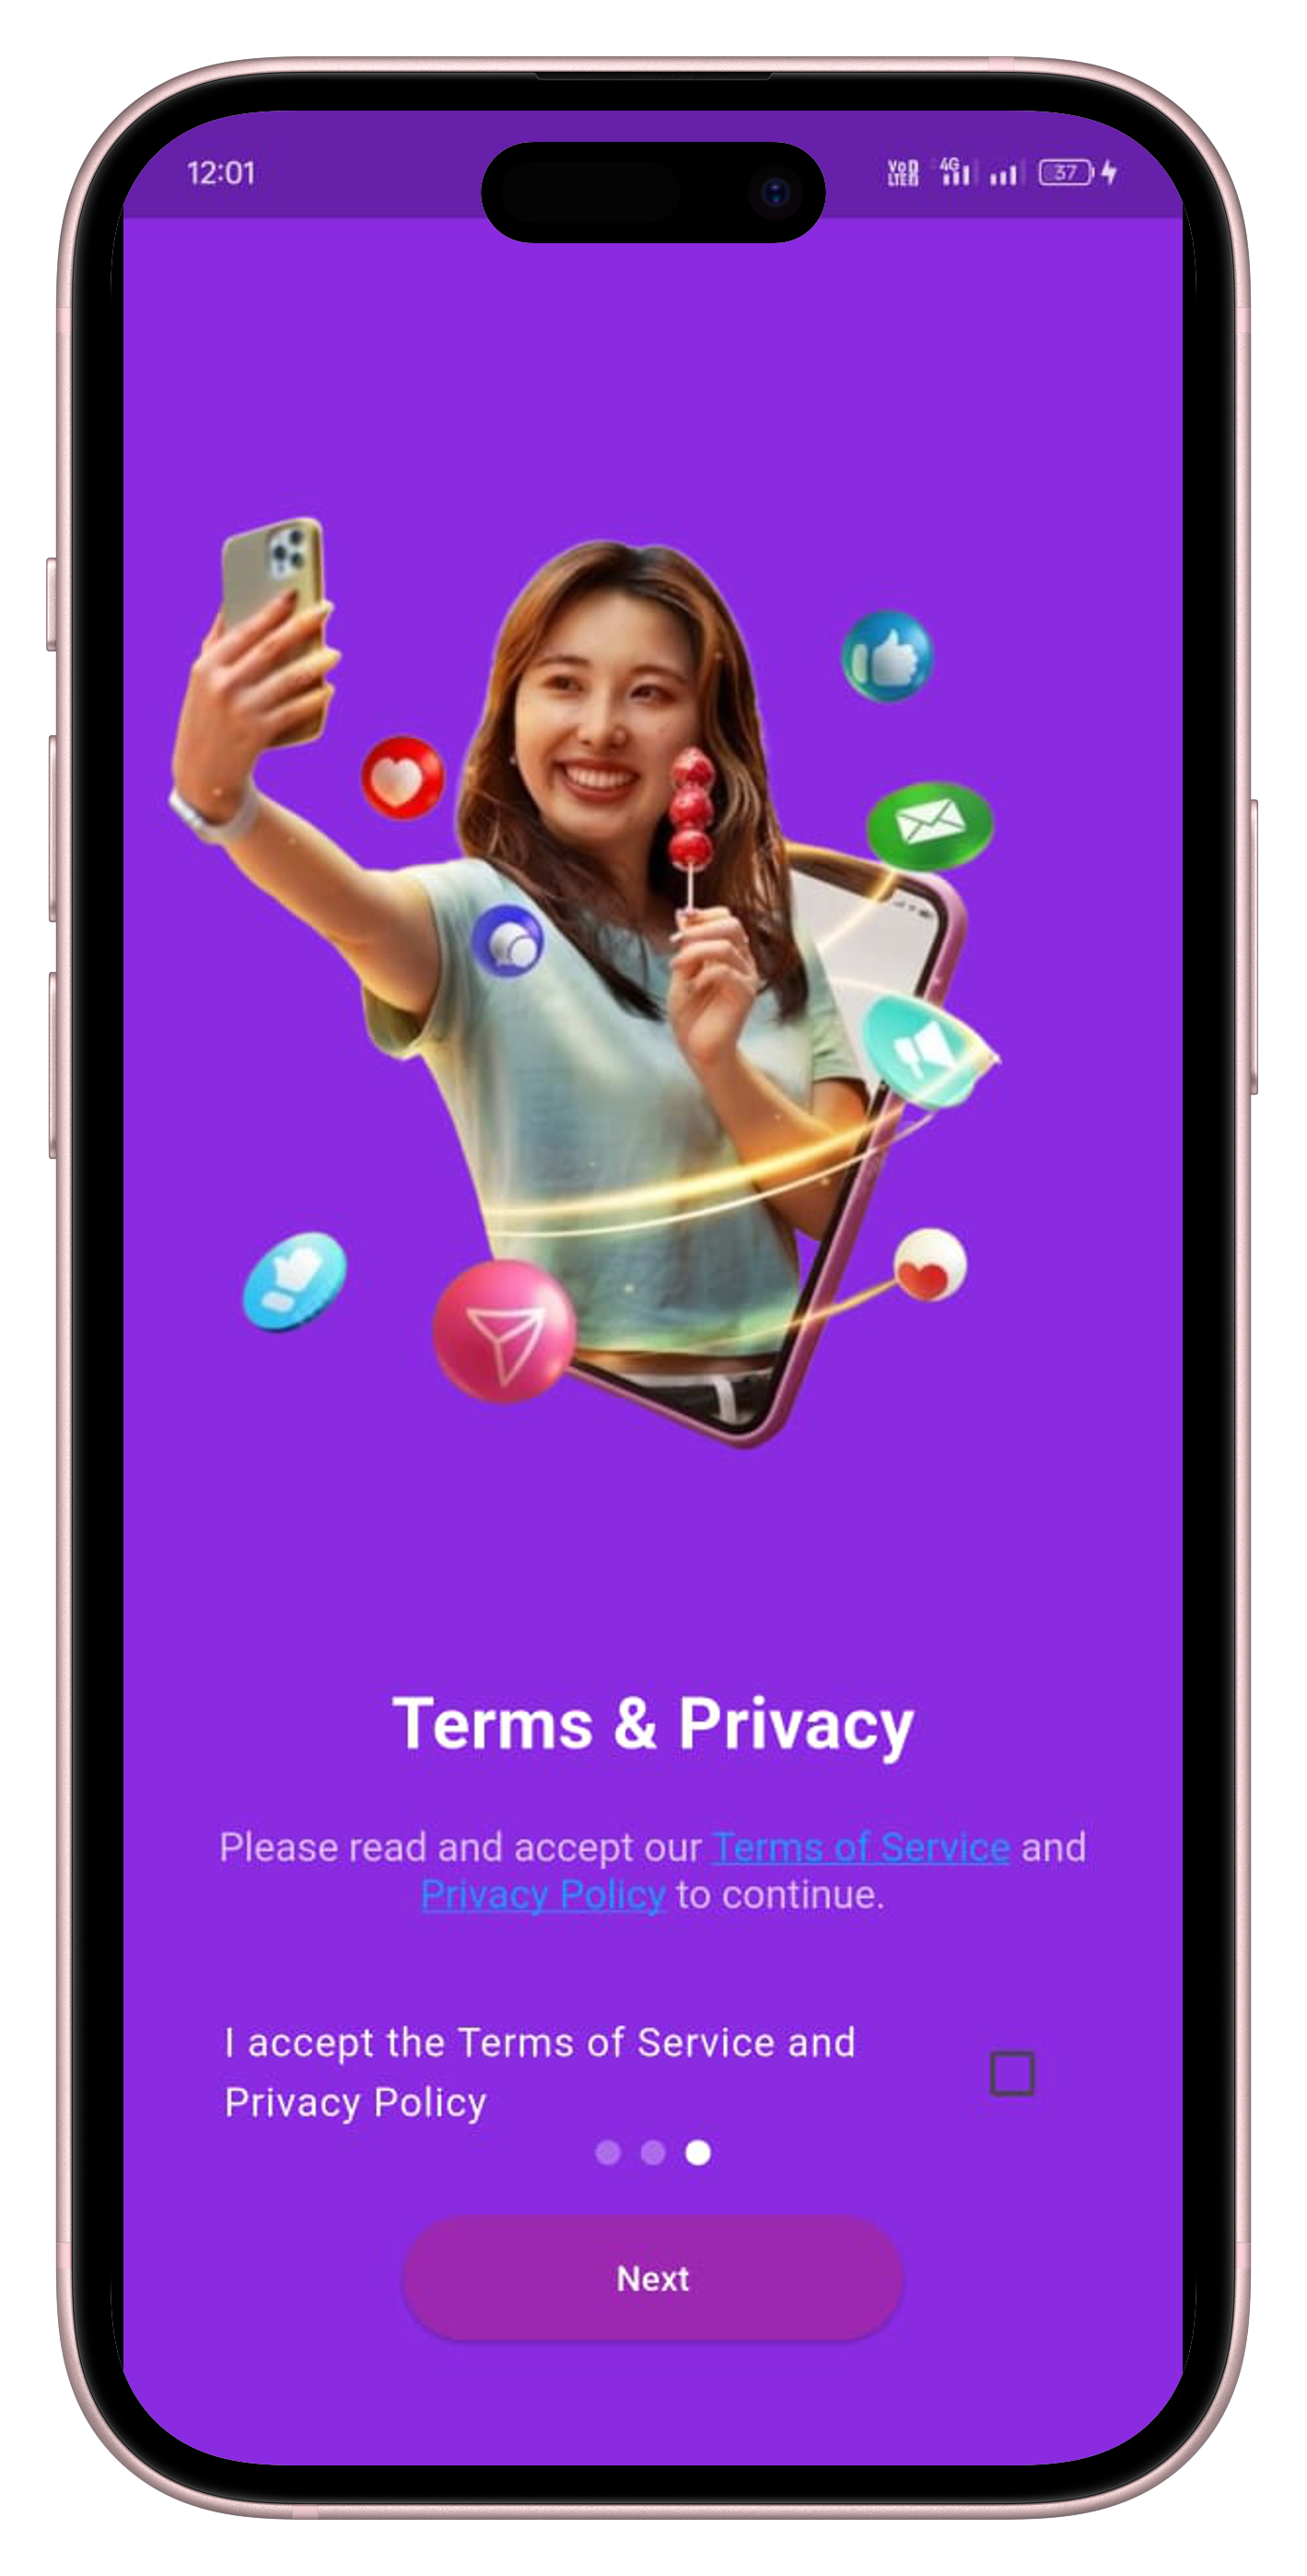 12:01
Vo LTE 4G 37
Terms & Privacy
Please read and accept our Terms of Service and
Privacy Policy to continue.
I accept the Terms of Service and
Privacy Policy
Next